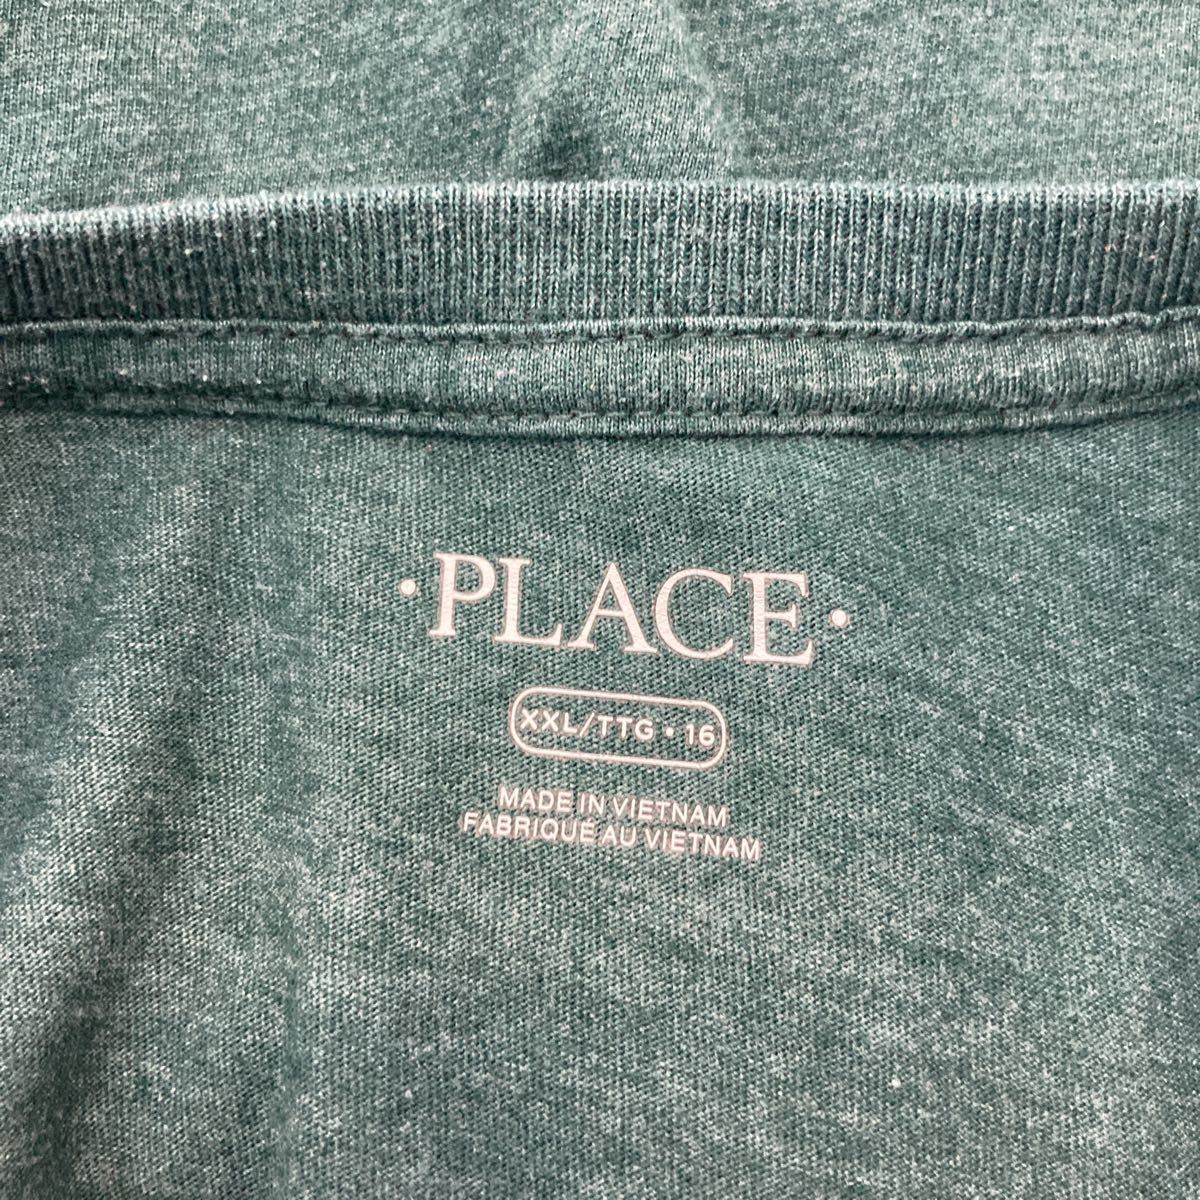 ·PLACE·
XXL/TTG · 16
MADE IN VIETNAM
FABRIQUÉ AU VIETNAM